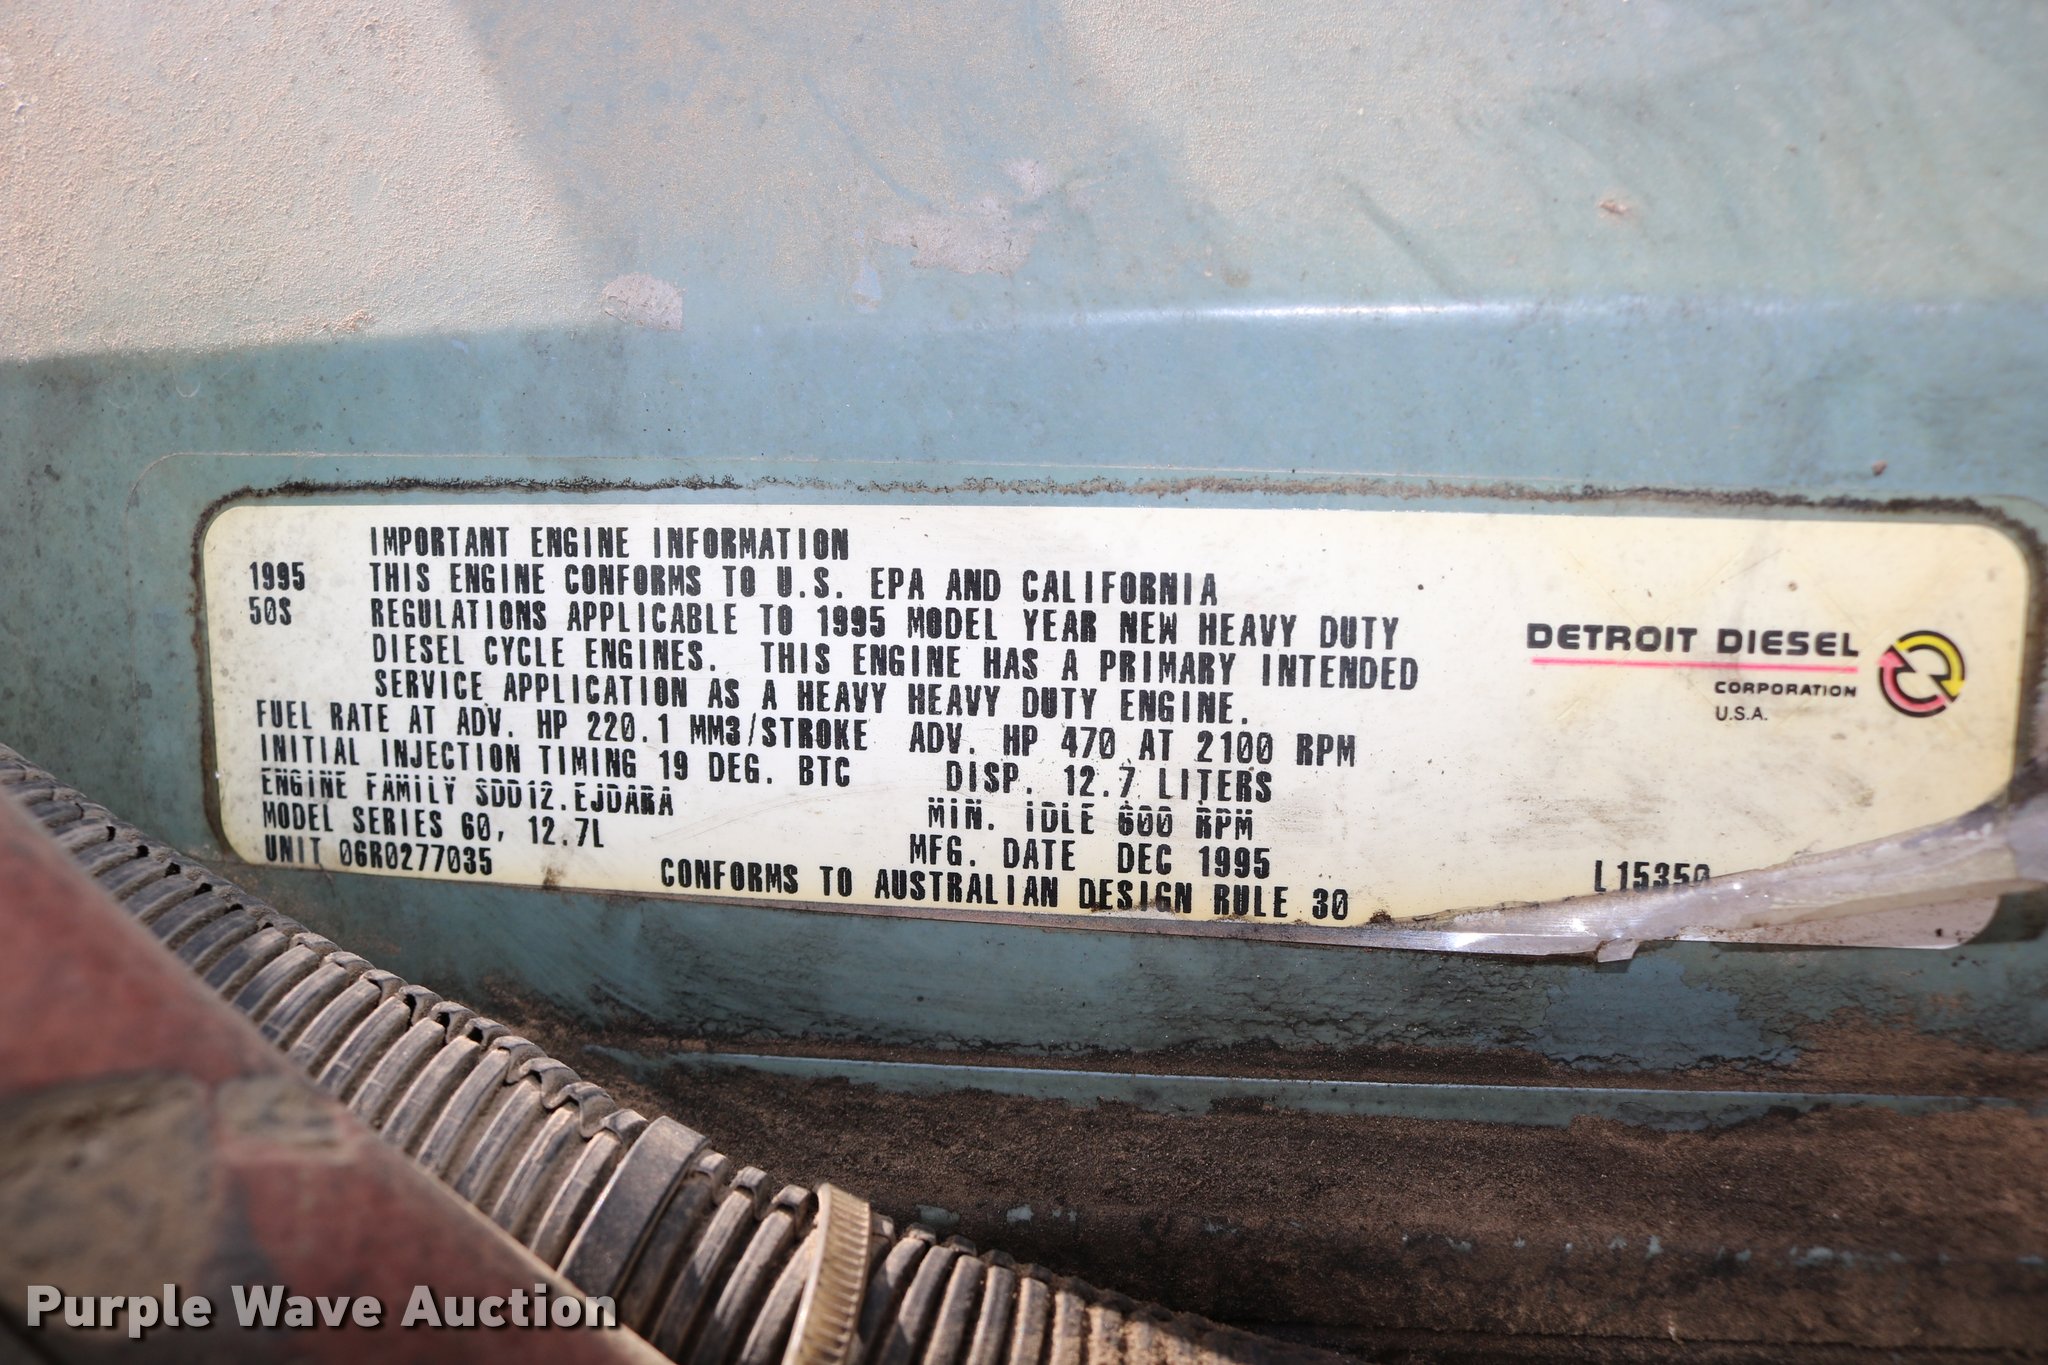 IMPORTANT ENGINE INFORMATION
1995 THIS ENGINE CONFORMS TO U.S. EPA AND CALIFORNIA
50S REGULATIONS APPLICABLE TO 1995 MODEL YEAR NEW HEAVY DUTY
DIESEL CYCLE ENGINES. THIS ENGINE HAS A PRIMARY INTENDED
SERVICE APPLICATION AS A HEAVY HEAVY DUTY ENGINE.
FUEL RATE AT ADV. HP 220.1 MM3/STROKE ADV. HP 470 AT 2100 RPM
INITIAL INJECTION TIMING 19 DEG. BTC DISP. 12.7 LITERS
ENGINE FAMILY SDD12.EJDARA MIN. IDLE 600 RPM
MODEL SERIES 60, 12.7L MFG. DATE DEC 1995
UNIT 06R0277035 CONFORMS TO AUSTRALIAN DESIGN RULE 30
L15350
DETROIT DIESEL
CORPORATION
U.S.A.
Purple Wave Auction